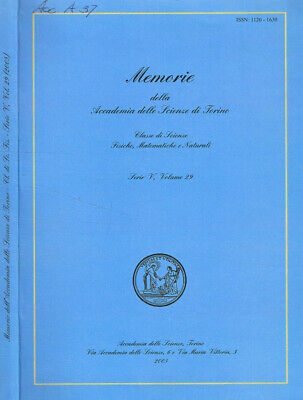 Acc A 37
Memorie dell'Accademia delle Scienze di Torino - Cl. di Sc. Fis. - Serie V, Vol. 29 (2005)
ISSN 1120 - 1630
Memorie
della
Accademia delle Scienze di Torino
Classe di Scienze
Fisiche, Matematiche e Naturali
Serie V, Volume 29
Accademia delle Scienze, Torino
Via Accademia delle Scienze, 6 e Via Maria Vittoria, 3
2005